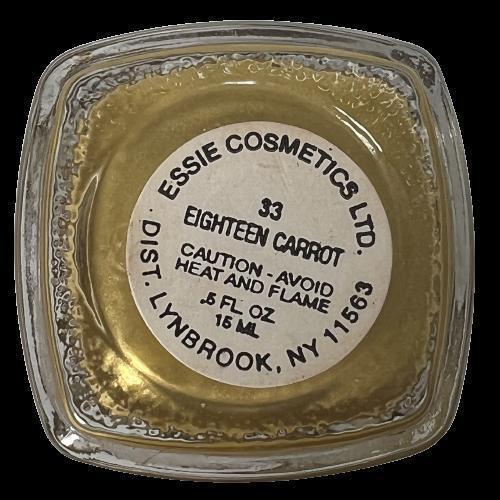 ESSIE COSMETICS LTD.
33
EIGHTEEN CARROT
CAUTION - AVOID
HEAT AND FLAME
.5 FL OZ
15 ML
DIST. LYNBROOK, NY 11563